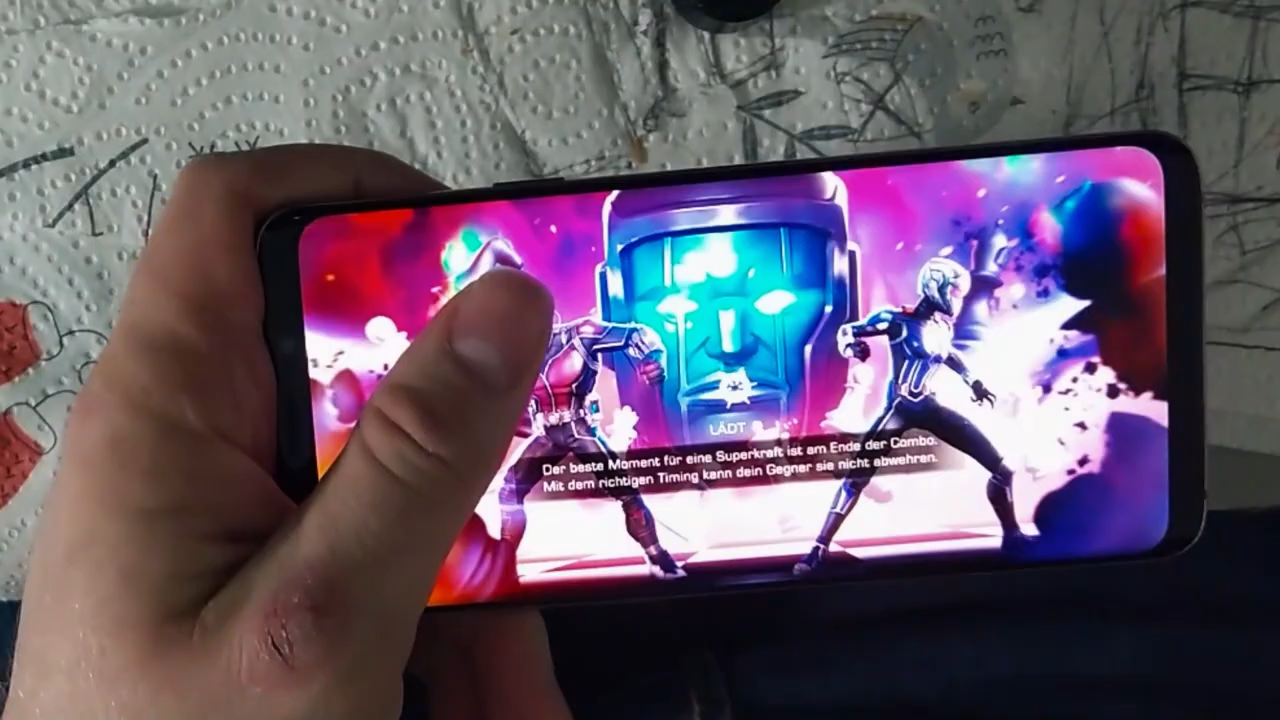 LÄDT
Der beste Moment für eine Superkraft ist am Ende der Combo.
Mit dem richtigen Timing kann dein Gegner sie nicht abwehren.